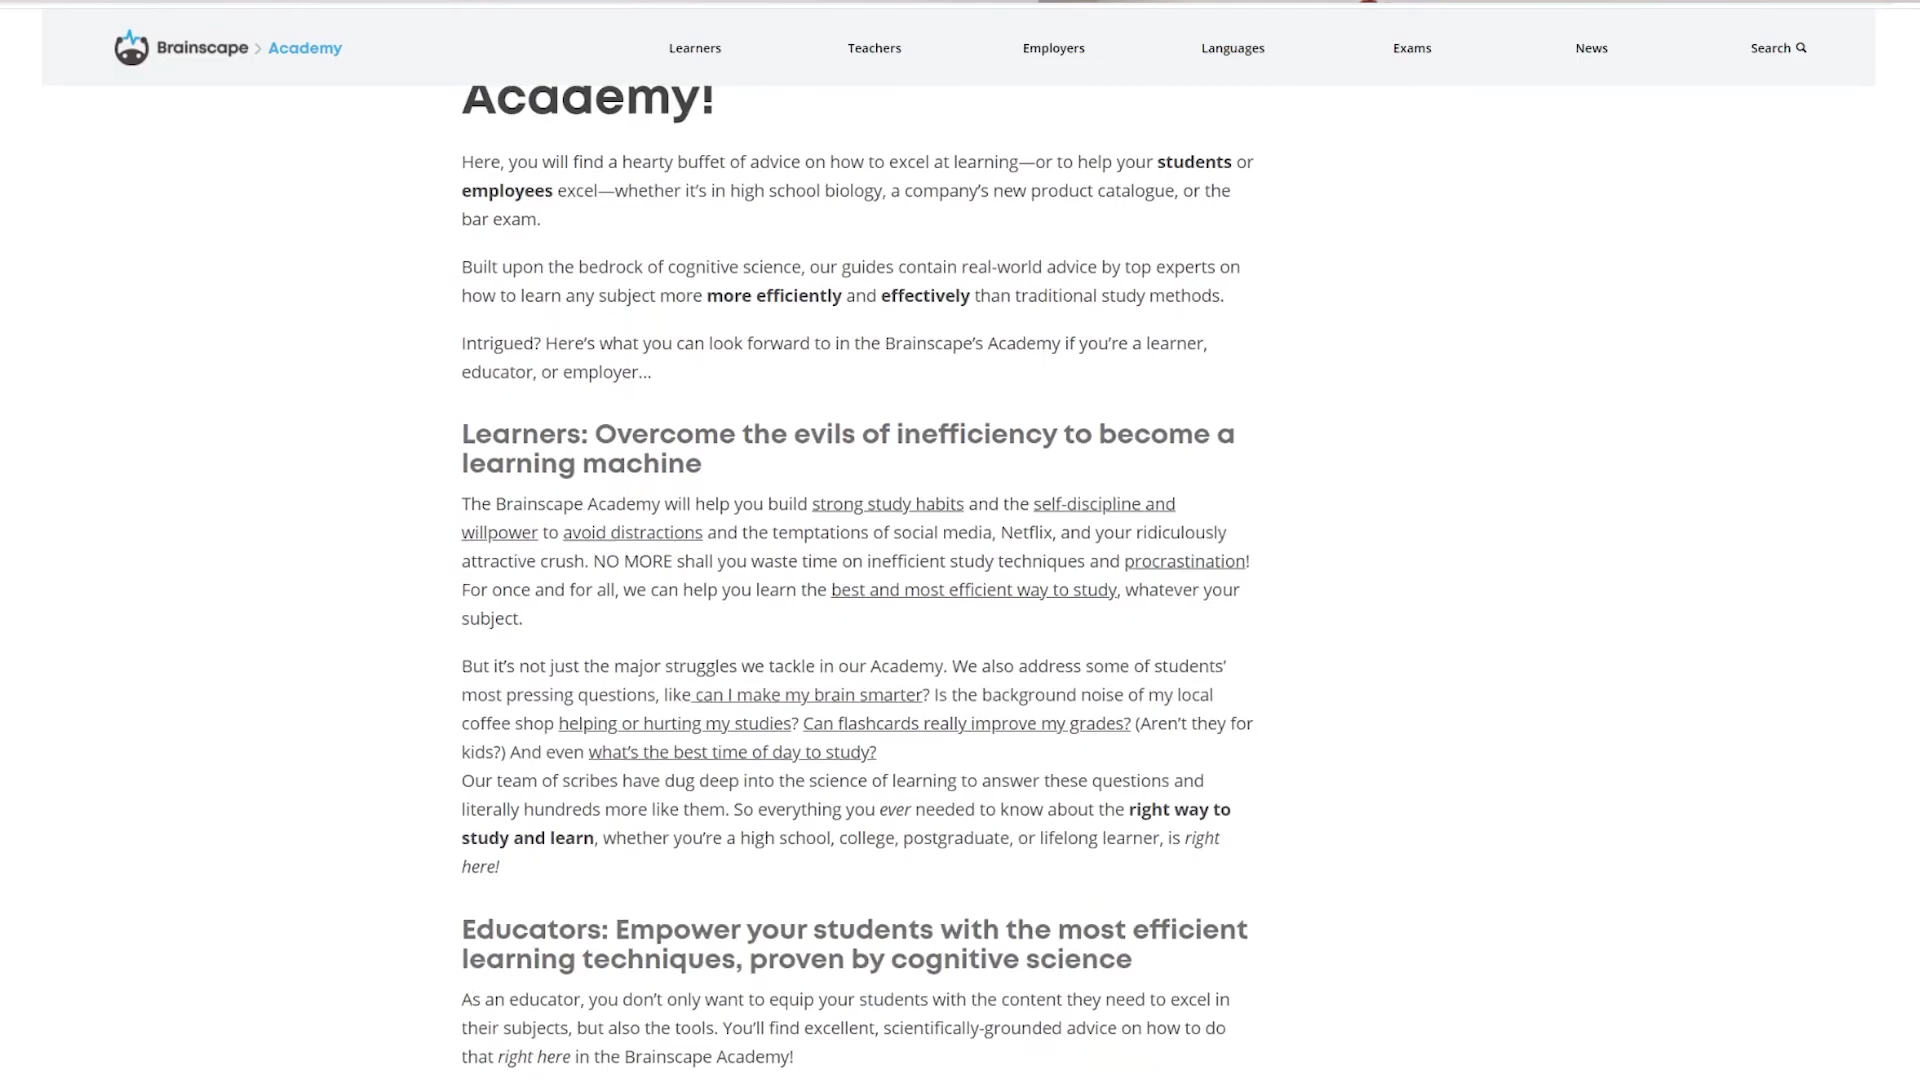 Brainscape > Academy
Learners
Teachers
Employers
Languages
Exams
News
Search
Academy!
Here, you will find a hearty buffet of advice on how to excel at learning—or to help your students or
employees excel—whether it’s in high school biology, a company’s new product catalogue, or the
bar exam.
Built upon the bedrock of cognitive science, our guides contain real-world advice by top experts on
how to learn any subject more more efficiently and effectively than traditional study methods.
Intrigued? Here’s what you can look forward to in the Brainscape’s Academy if you’re a learner,
educator, or employer...
Learners: Overcome the evils of inefficiency to become a
learning machine
The Brainscape Academy will help you build strong study habits and the self-discipline and
willpower to avoid distractions and the temptations of social media, Netflix, and your ridiculously
attractive crush. NO MORE shall you waste time on inefficient study techniques and procrastination!
For once and for all, we can help you learn the best and most efficient way to study, whatever your
subject.
But it’s not just the major struggles we tackle in our Academy. We also address some of students’
most pressing questions, like can I make my brain smarter? Is the background noise of my local
coffee shop helping or hurting my studies? Can flashcards really improve my grades? (Aren’t they for
kids?) And even what’s the best time of day to study?
Our team of scribes have dug deep into the science of learning to answer these questions and
literally hundreds more like them. So everything you ever needed to know about the right way to
study and learn, whether you’re a high school, college, postgraduate, or lifelong learner, is right
here!
Educators: Empower your students with the most efficient
learning techniques, proven by cognitive science
As an educator, you don’t only want to equip your students with the content they need to excel in
their subjects, but also the tools. You’ll find excellent, scientifically-grounded advice on how to do
that right here in the Brainscape Academy!